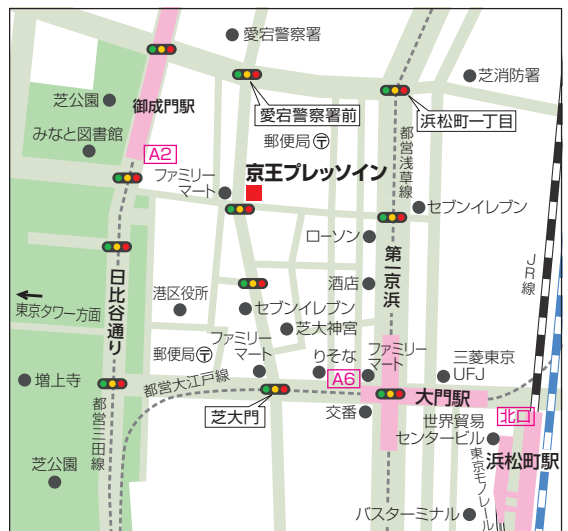 愛宕警察署
芝消防署
御成門駅
芝公園
みなと図書館
A2
愛宕警察署前
浜松町一丁目
郵便局〒
都営浅草線
京王プレッソイン
ファミリー
マート
セブンイレブン
ローソン
第一京浜
JR線
日比谷通り
東京タワー方面
港区役所
酒店
セブンイレブン
芝大神宮
郵便局〒
ファミリー
マート
りそな
ファミリー
マート
三菱東京
UFJ
A6
増上寺
都営大江戸線
都営三田線
芝大門
大門駅
交番
北口
世界貿易
センタービル
浜松町駅
東京モノレール
芝公園
バスターミナル